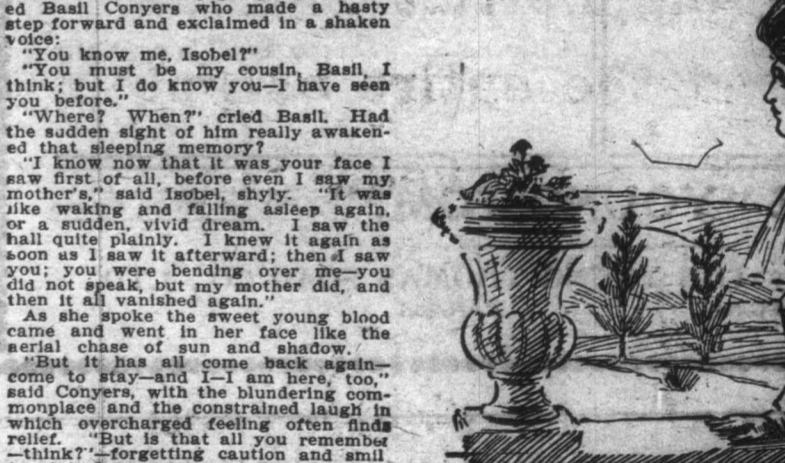 ed Basil Conyers who made a hasty
step forward and exclaimed in a shaken
voice:
"You know me, Isobel?"
"You must be my cousin, Basil, I
think; but I do know you—I have seen
you before."
"Where? When?" cried Basil. Had
the sudden sight of him really awaken-
ed that sleeping memory?
"I know now that it was your face I
saw first of all, before even I saw my
mother's," said Isobel, shyly. "It was
like waking and falling asleep again,
or a sudden, vivid dream. I saw the
hall quite plainly. I knew it again as
soon as I saw it afterward; then I saw
you; you were bending over me—you
did not speak, but my mother did, and
then it all vanished again."
As she spoke the sweet young blood
came and went in her face like the
aerial chase of sun and shadow.
"But it has all come back again—
come to stay—and I—I am here, too,"
said Conyers, with the blundering com-
monplace and the constrained laugh in
which overcharged feeling often finds
relief. "But is that all you remember
—think?"—forgetting caution and smil